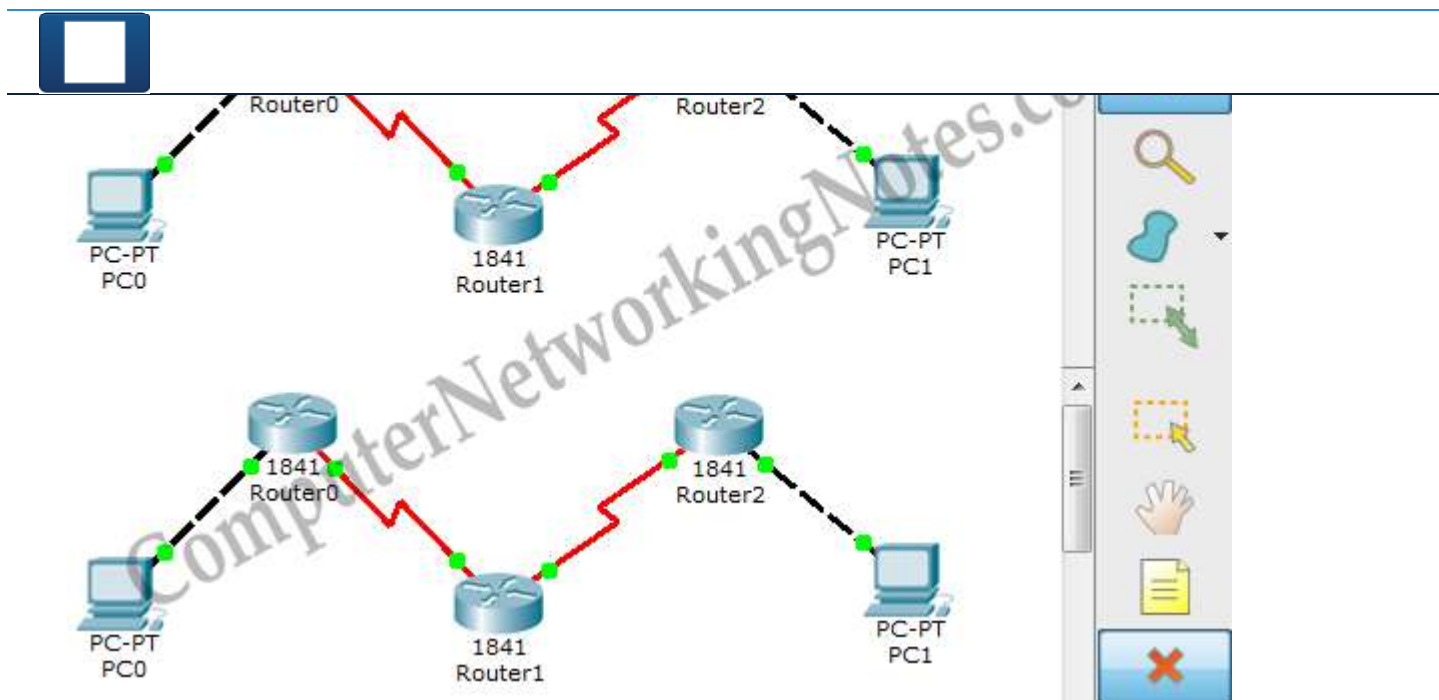 Router0
Router2
PC-PT
PC0
1841
Router1
PC-PT
PC1
ComputerNetworkingNotes.co
1841
Router0
1841
Router2
PC-PT
PC0
1841
Router1
PC-PT
PC1